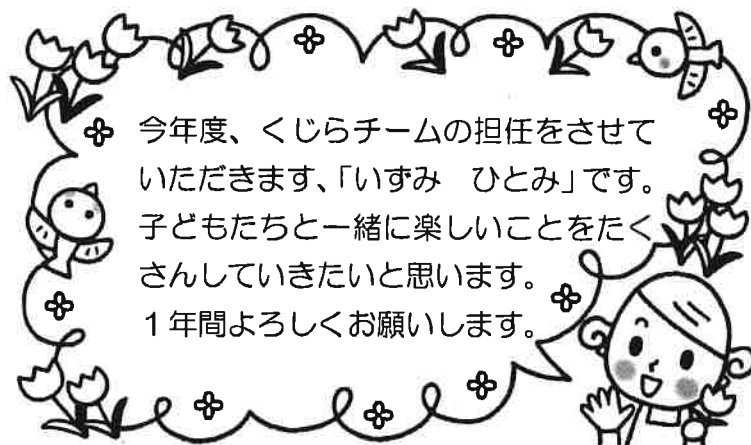 今年度、くじらチームの担任をさせて
いただきます、「いずみ　ひとみ」です。
子どもたちと一緒に楽しいことをたく
さんしていきたいと思います。
１年間よろしくお願いします。